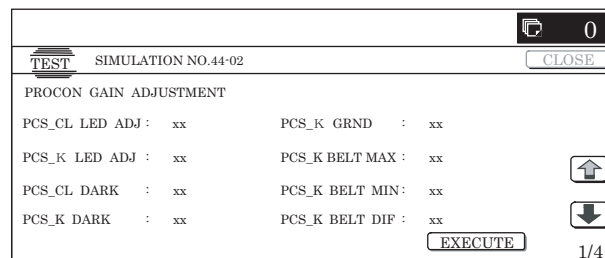 0
TEST SIMULATION NO.44-02 CLOSE
PROCON GAIN ADJUSTMENT
PCS_CL LED ADJ : xx PCS_K GRND : xx
PCS_K LED ADJ : xx PCS_K BELT MAX : xx
PCS_CL DARK : xx PCS_K BELT MIN : xx
PCS_K DARK : xx PCS_K BELT DIF : xx
EXECUTE
1/4